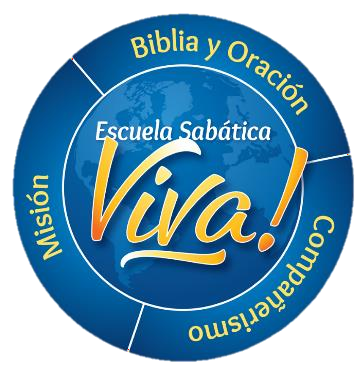 Biblia y Oración
Escuela Sabática
Viva!
Misión
Compañerismo